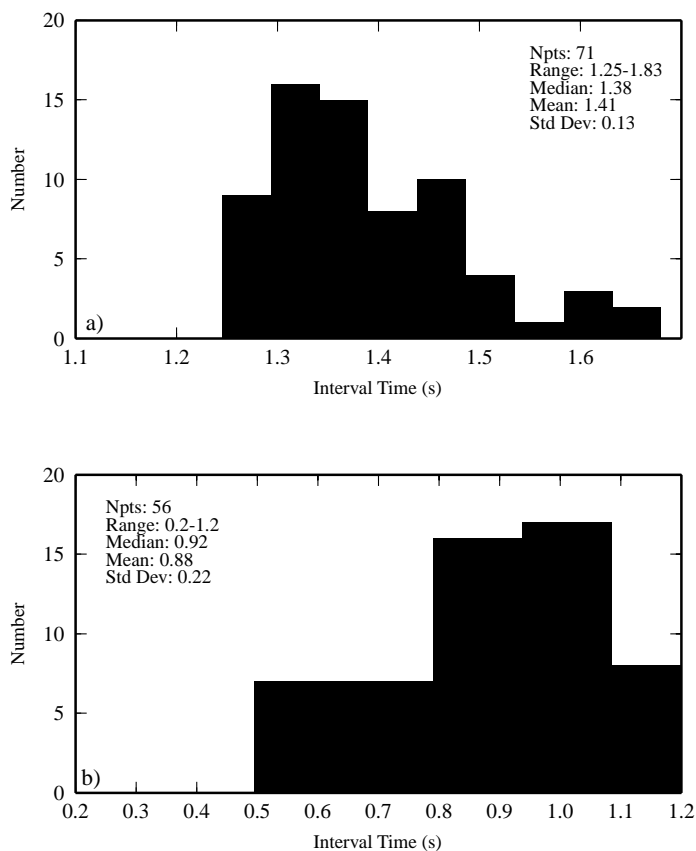 20
15
10
5
0
Number
Npts: 71
Range: 1.25-1.83
Median: 1.38
Mean: 1.41
Std Dev: 0.13
a)
1.1 1.2 1.3 1.4 1.5 1.6
Interval Time (s)
20
15
10
5
0
Number
Npts: 56
Range: 0.2-1.2
Median: 0.92
Mean: 0.88
Std Dev: 0.22
b)
0.2 0.3 0.4 0.5 0.6 0.7 0.8 0.9 1.0 1.1 1.2
Interval Time (s)